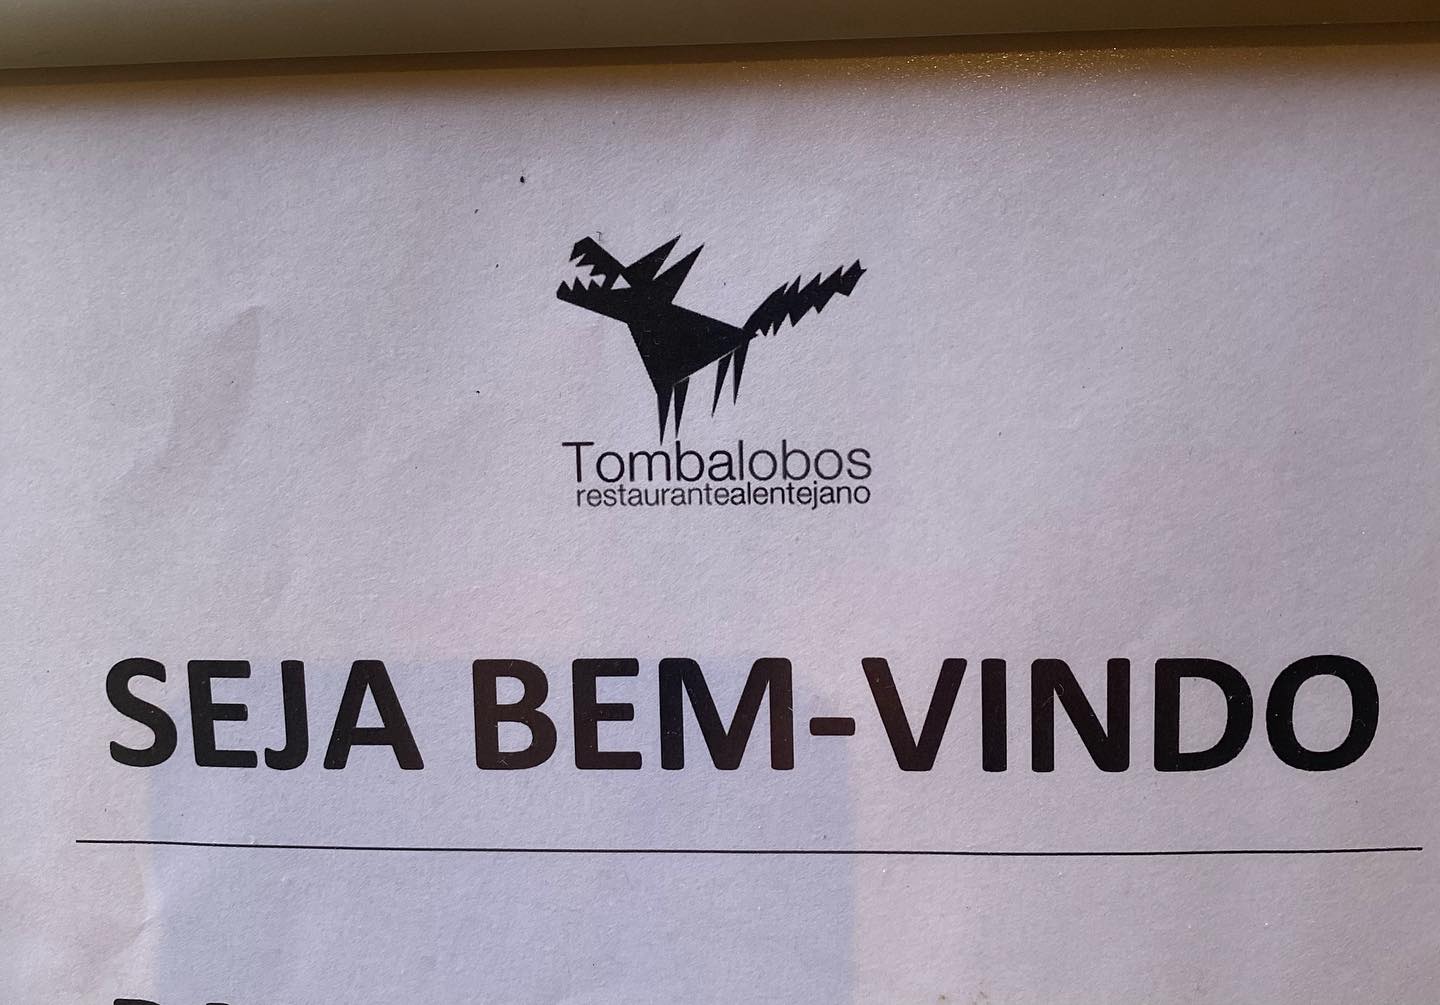 Tombalobos
restaurantealentejano
SEJA BEM-VINDO